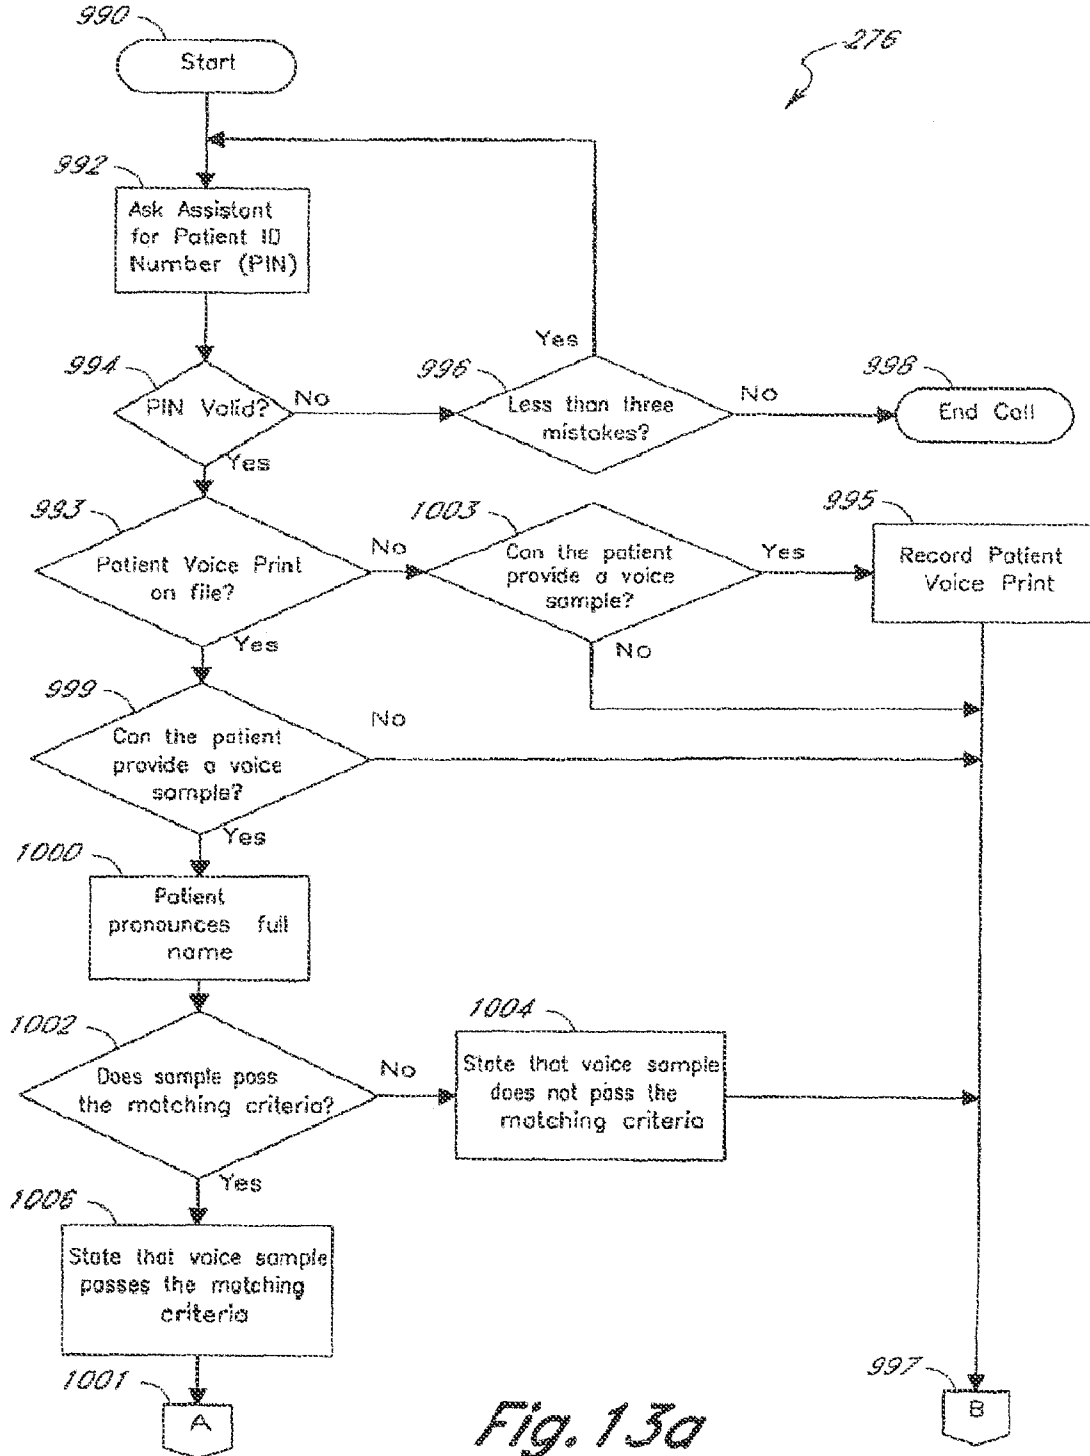 990
Start
276
992
Ask Assistant
for Patient ID
Number (PIN)
Yes
994
PIN Valid?
No
996
Less than three
mistakes?
No
998
End Call
Yes
993
Patient Voice Print
on file?
No
1003
Can the patient
provide a voice
sample?
Yes
995
Record Patient
Voice Print
No
Yes
999
Can the patient
provide a voice
sample?
No
Yes
1000
Patient
pronounces full
name
1002
Does sample pass
the matching criteria?
No
1004
State that voice sample
does not pass the
matching criteria
Yes
1006
State that voice sample
passes the matching
criteria
1001
A
997
B
Fig. 13a